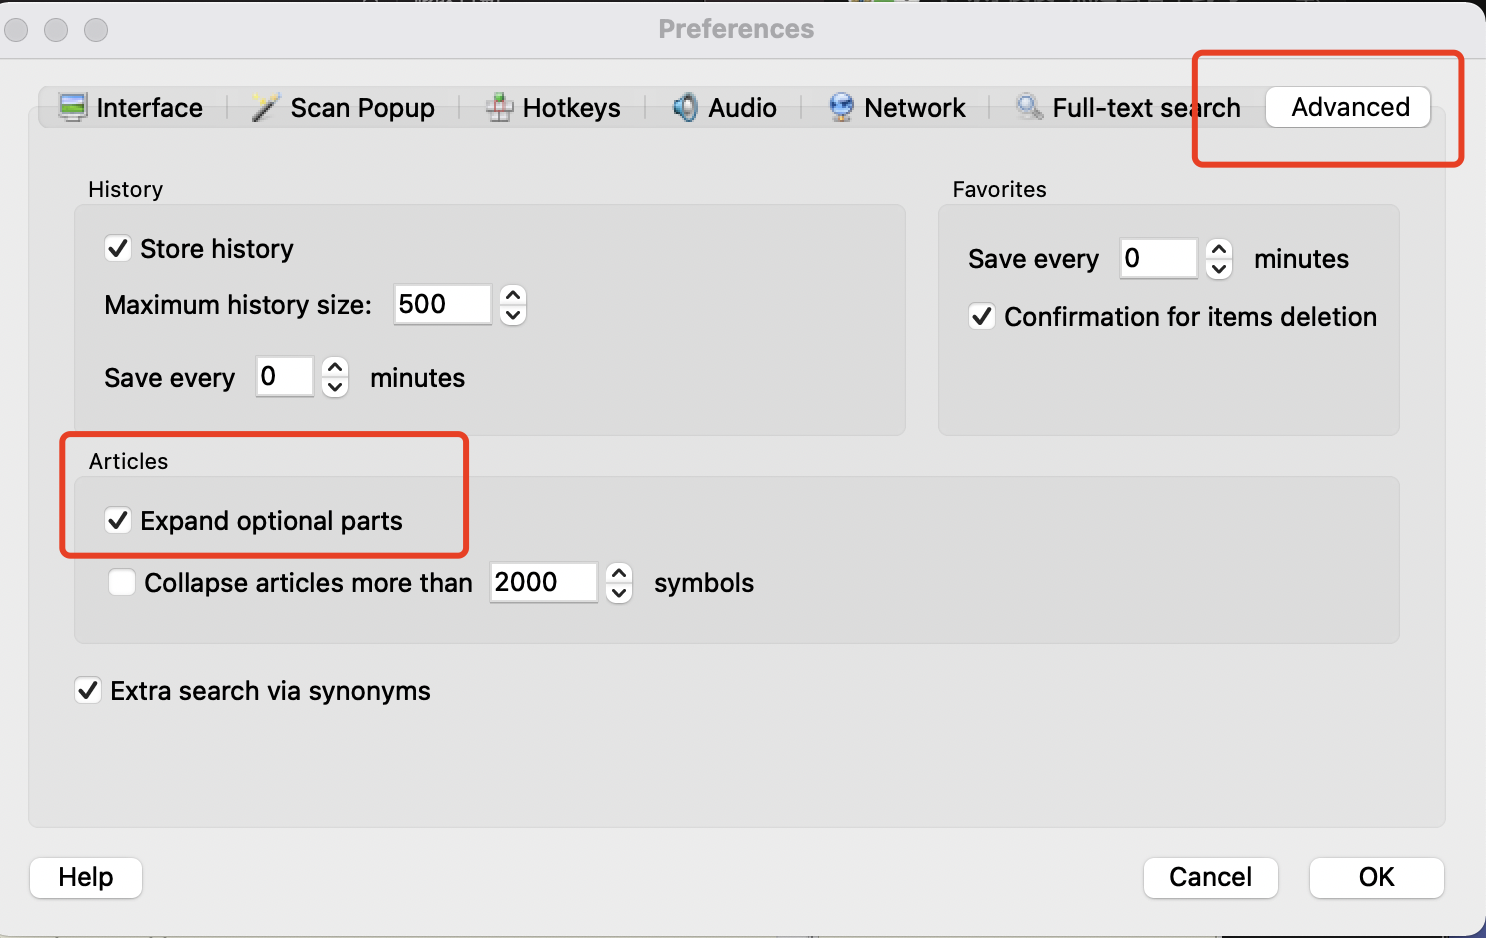 Preferences
Interface Scan Popup Hotkeys Audio Network Full-text search Advanced
History
Store history
Maximum history size: 500
Save every 0 minutes
Favorites
Save every 0 minutes
Confirmation for items deletion
Articles
Expand optional parts
Collapse articles more than 2000 symbols
Extra search via synonyms
Help Cancel OK